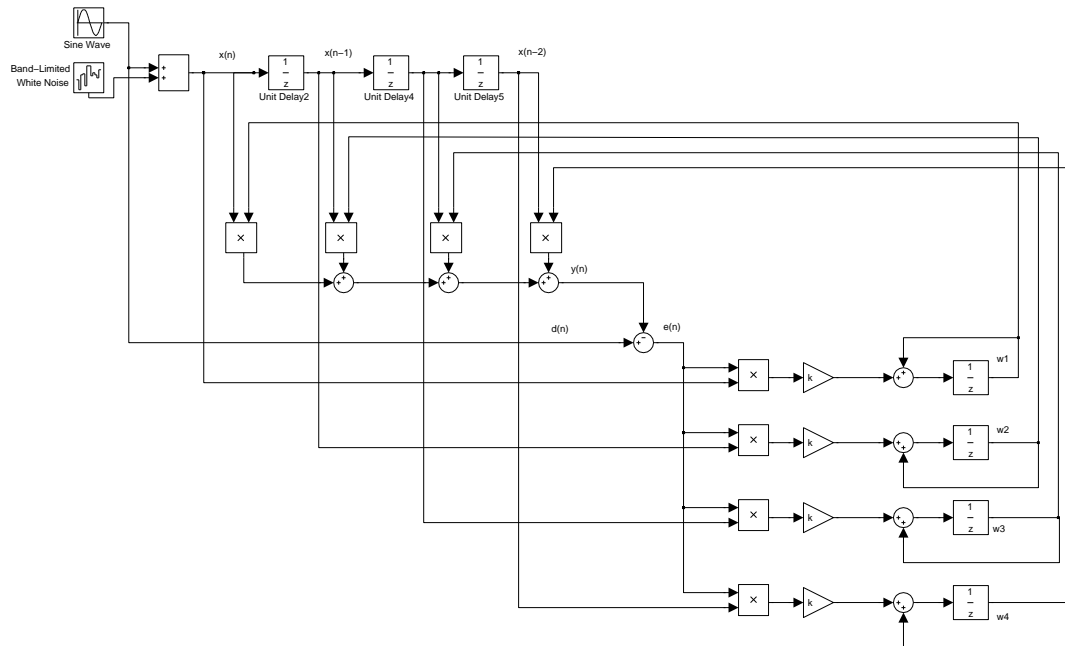 Sine Wave
Band-Limited
White Noise
+
+
x(n)
1
z
Unit Delay2
x(n-1)
1
z
Unit Delay4
x(n-2)
1
z
Unit Delay5
×
×
×
×
+
+
+
+
+
+
y(n)
d(n)
−
+
e(n)
×
k
+
+
1
z
w1
×
k
+
+
1
z
w2
×
k
+
+
1
z
w3
×
k
+
+
1
z
w4